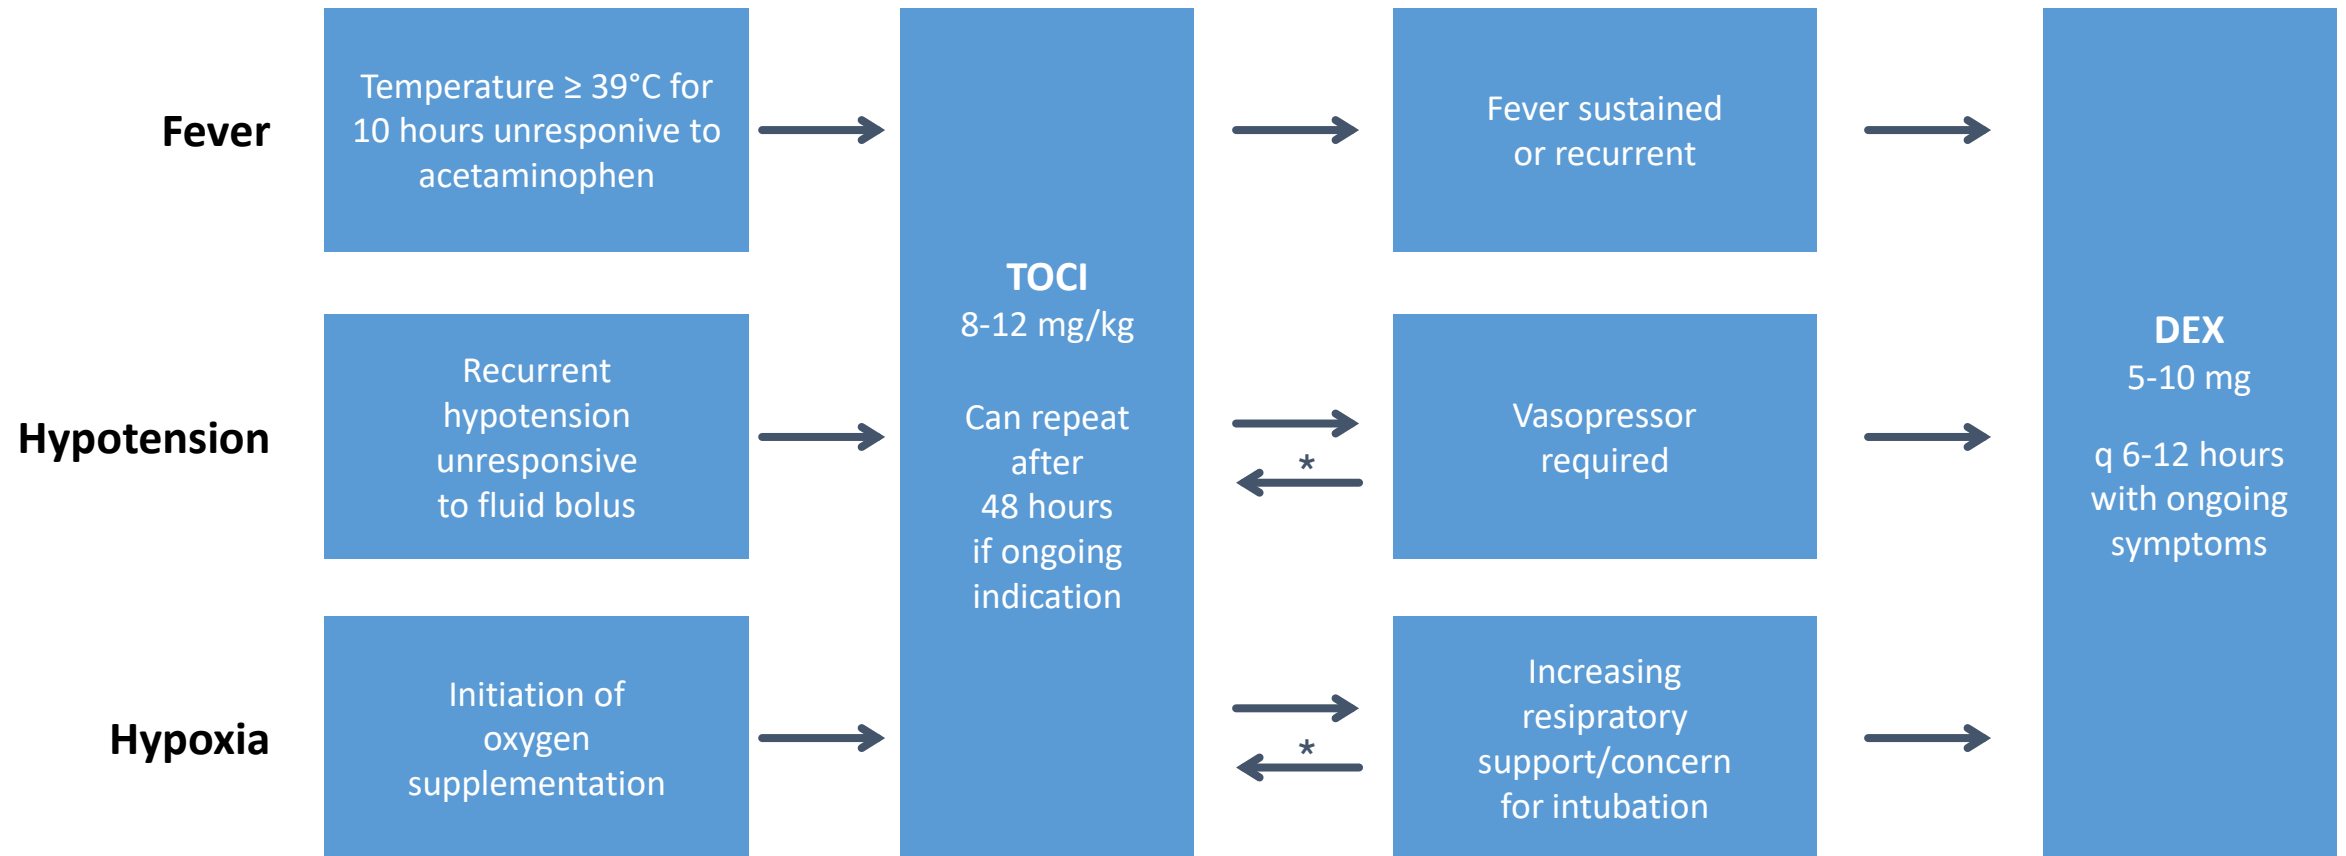 Fever
Temperature ≥ 39°C for
10 hours unresponive to
acetaminophen
Hypotension
Recurrent
hypotension
unresponsive
to fluid bolus
Hypoxia
Initiation of
oxygen
supplementation
TOCI
8-12 mg/kg
Can repeat
after
48 hours
if ongoing
indication
Fever sustained
or recurrent
*
Vasopressor
required
*
Increasing
resipratory
support/concern
for intubation
DEX
5-10 mg
q 6-12 hours
with ongoing
symptoms